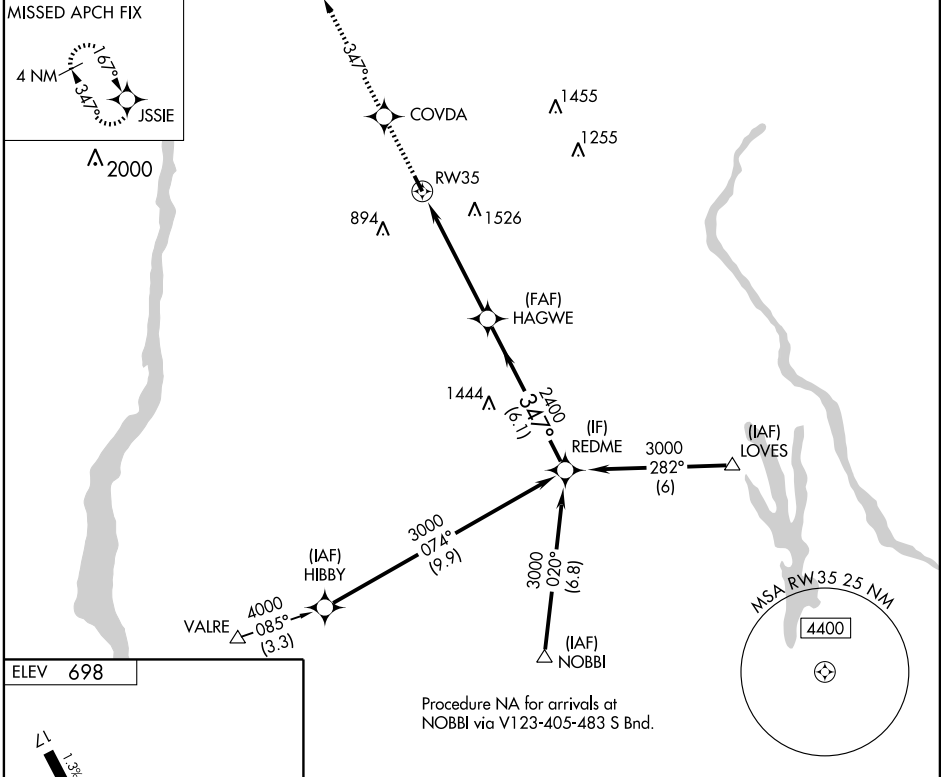 MISSED APCH FIX
4 NM
167°
347°
JSSIE
2000
347°
COVDA
1455
1255
RW35
894
1526
(FAF)
HAGWE
1444
2400
347°
(6.1)
(IF)
REDME
3000
282°
(6)
(IAF)
LOVES
3000
074°
(9.9)
(IAF)
HIBBY
3000
020°
(6.8)
VALRE
4000
085°
(3.3)
(IAF)
NOBBI
MSA RW35 25 NM
4400
ELEV 698
Procedure NA for arrivals at
NOBBI via V123-405-483 S Bnd.
17
1.3%